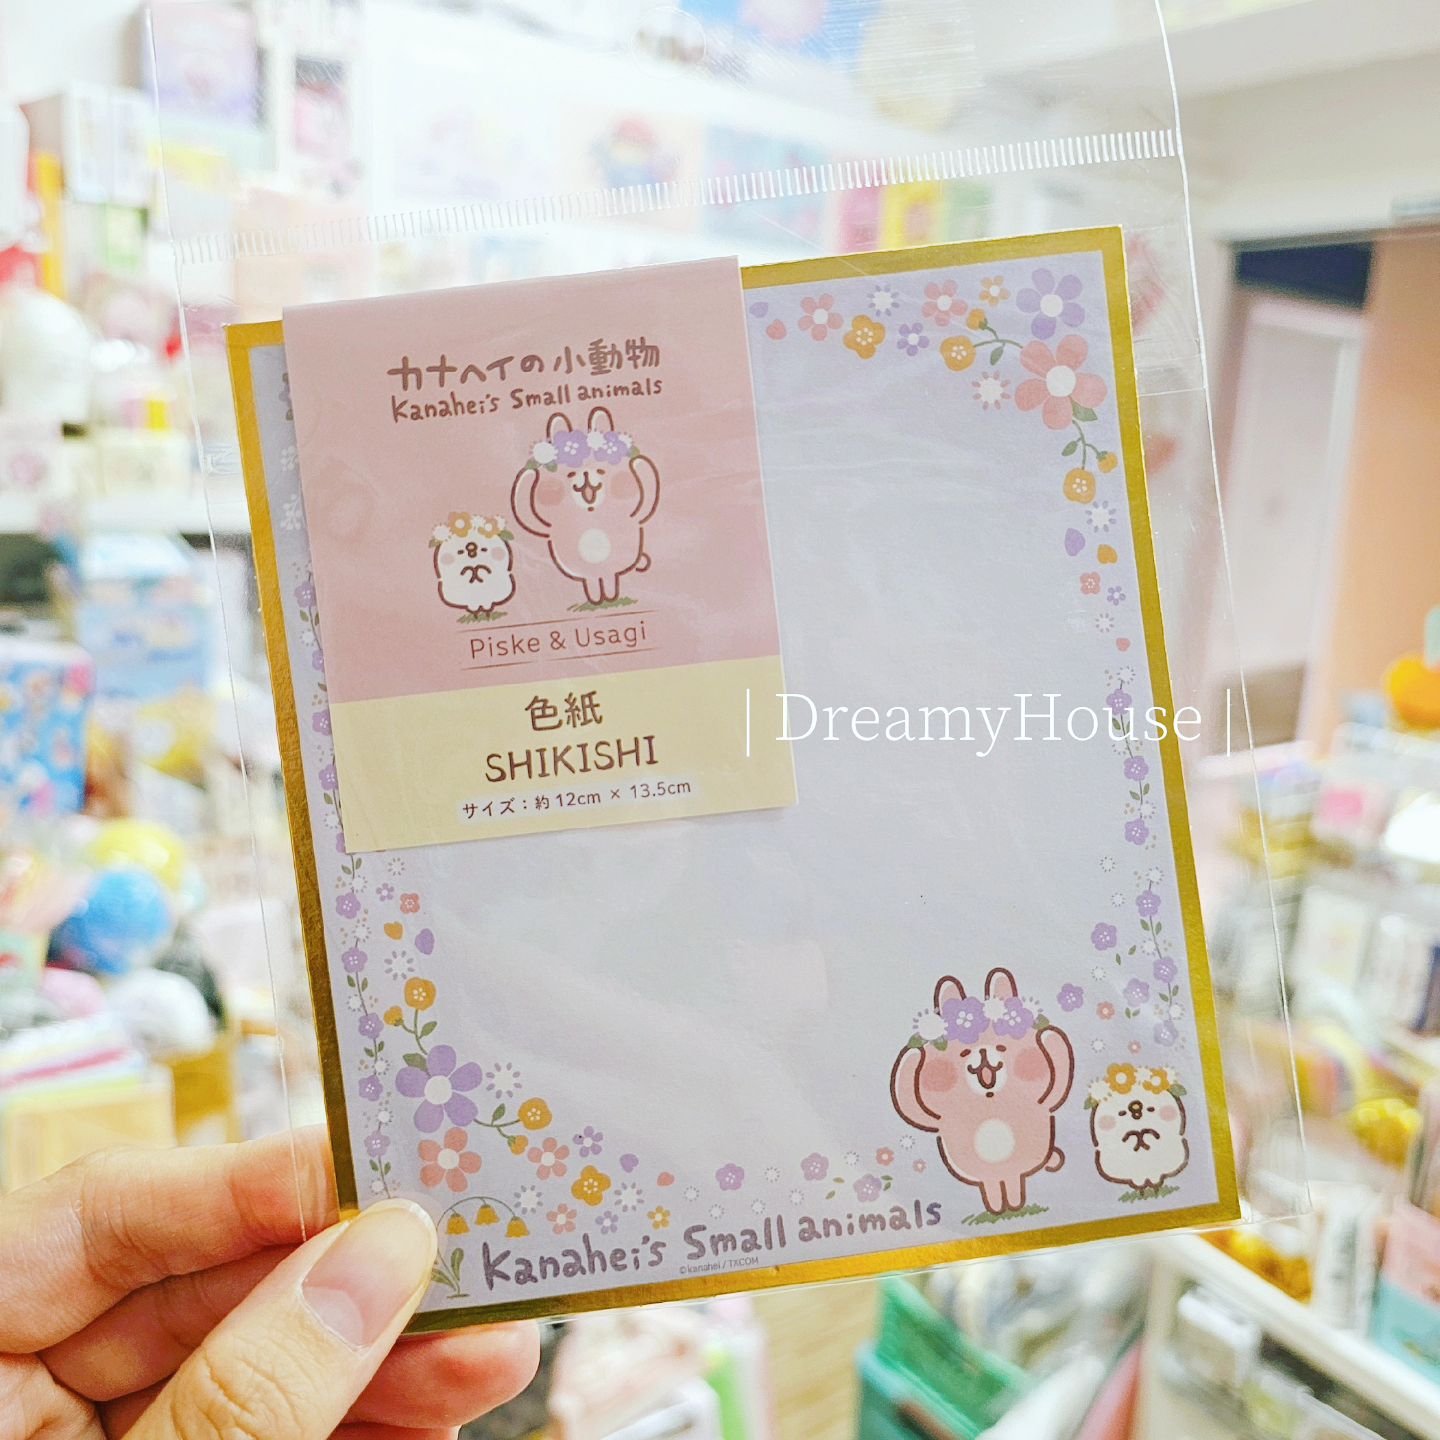 カナヘイの小動物
Kanahei's Small animals
Piske & Usagi
色紙
SHIKISHI
サイズ：約 12cm × 13.5cm
| DreamyHouse |
Kanahei's Small animals
©kanahei / TXCOM